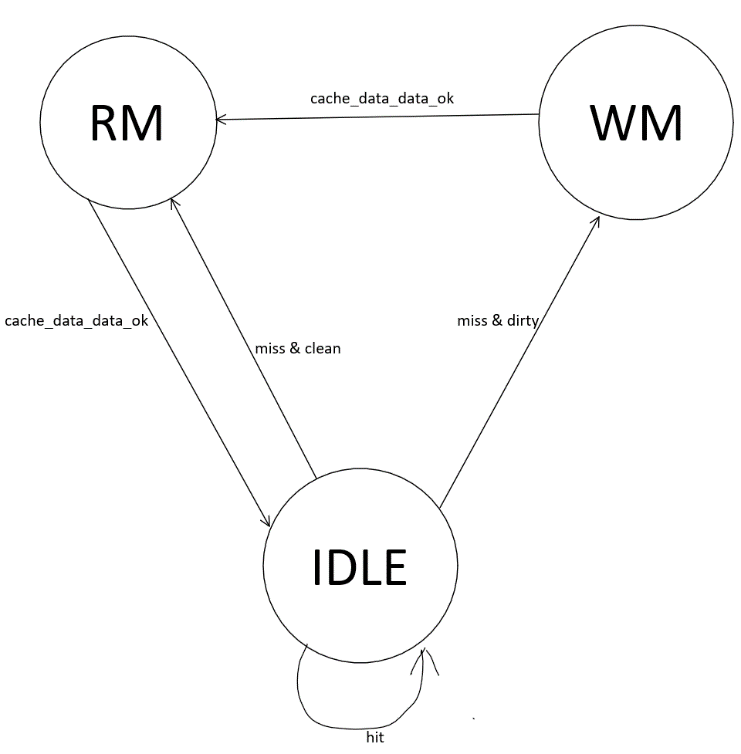 cache_data_data_ok
RM
WM
cache_data_data_ok
miss & dirty
miss & clean
IDLE
hit